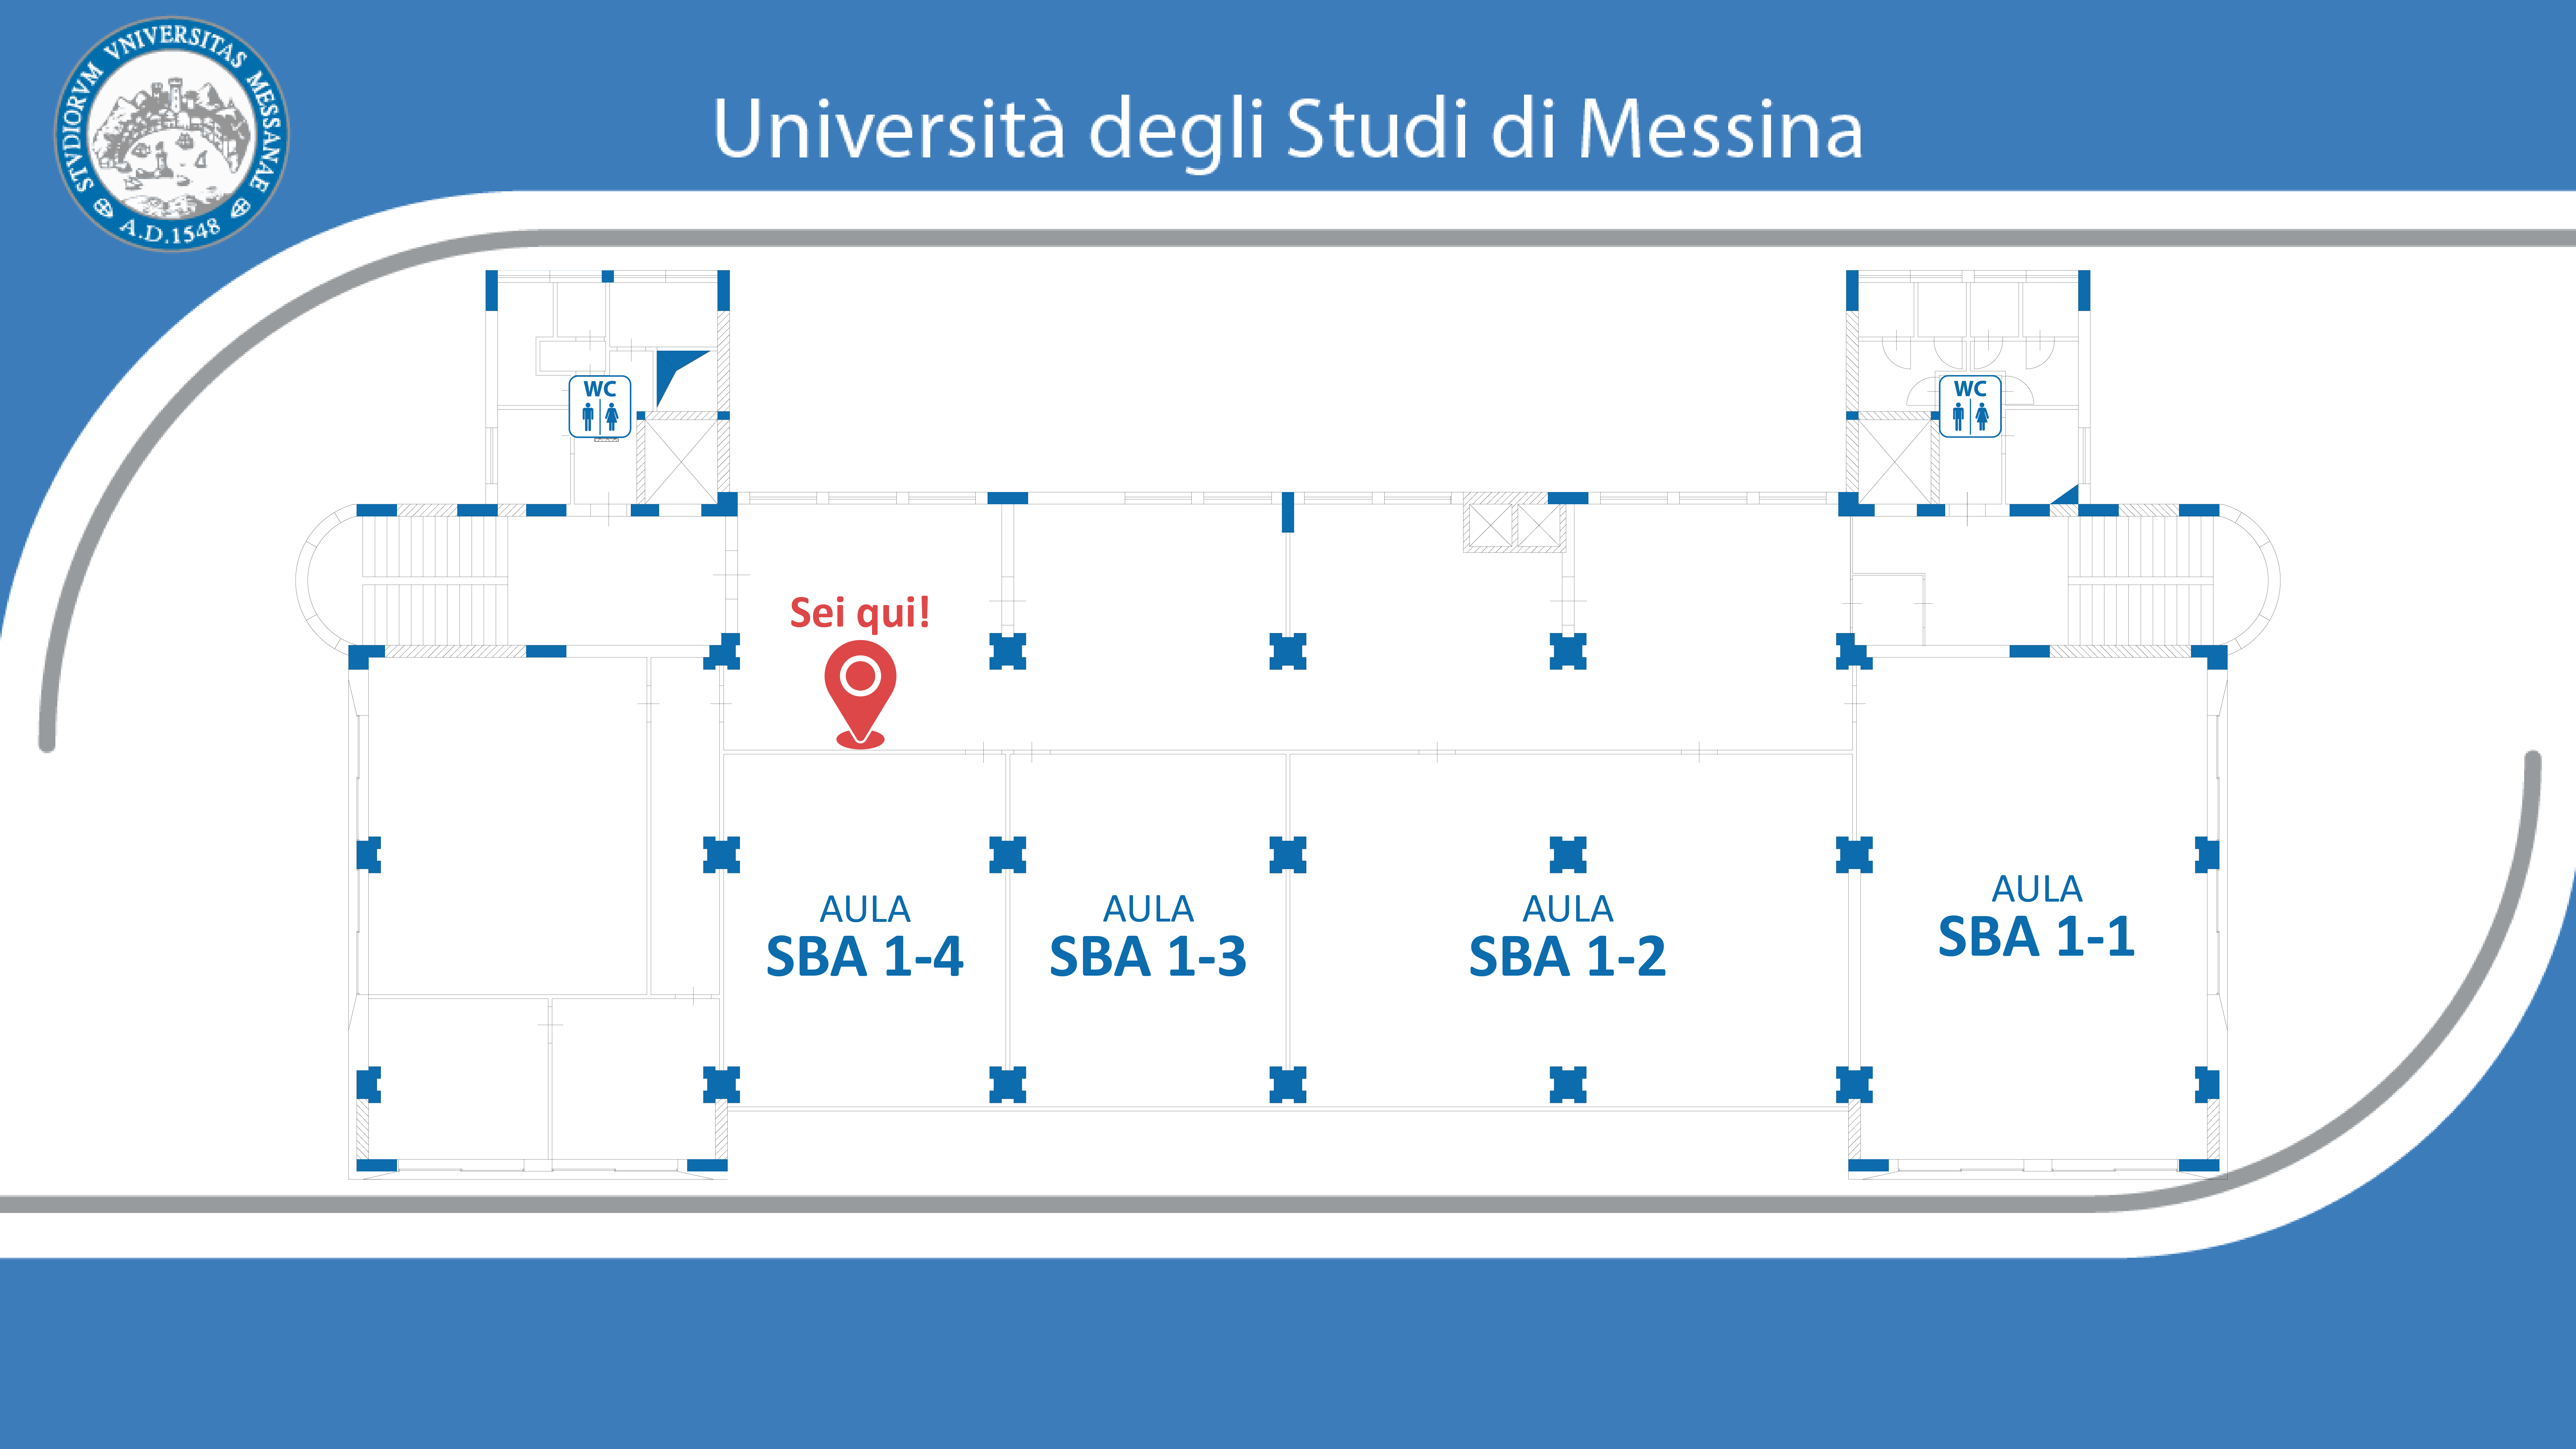 STVDIORVM VNIVERSITAS MESSANAE
A.D.1548
Università degli Studi di Messina
WC
WC
Sei qui!
AULA
SBA 1-4
AULA
SBA 1-3
AULA
SBA 1-2
AULA
SBA 1-1